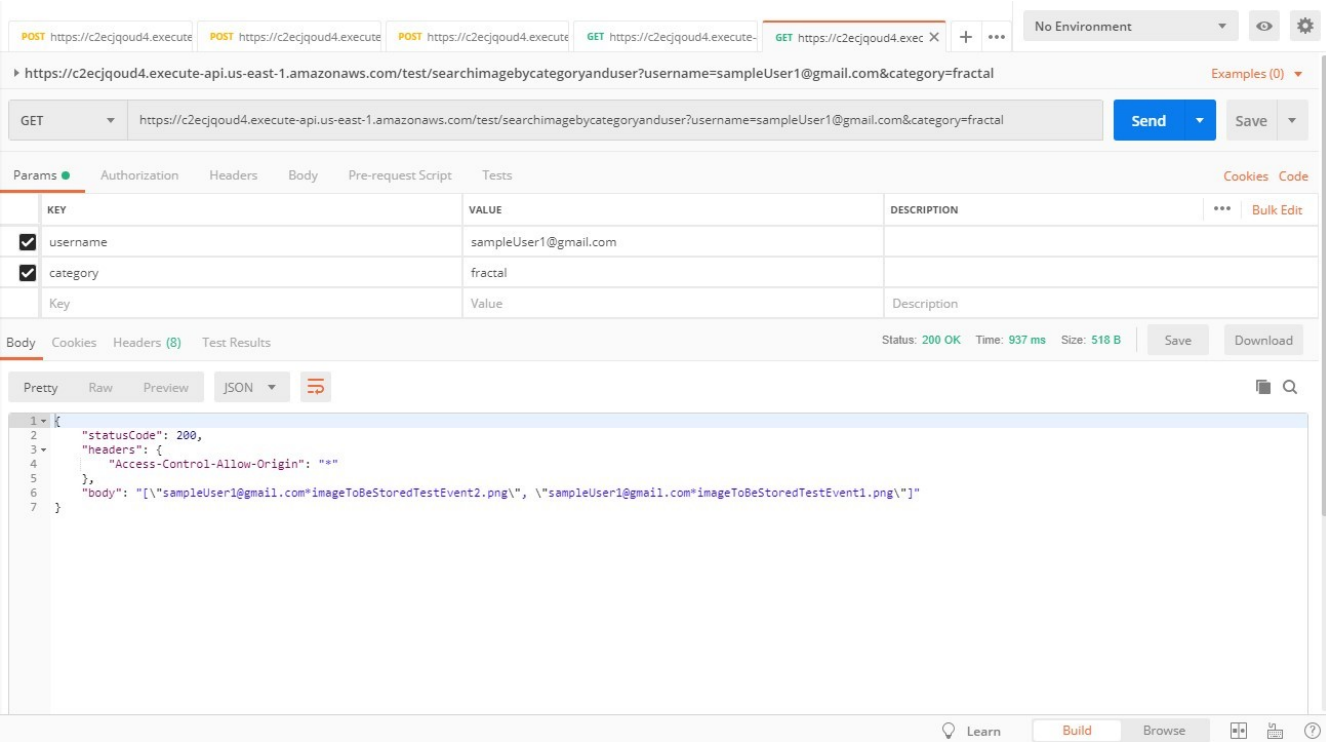 POST https://c2ecjqoud4.execute POST https://c2ecjqoud4.execute POST https://c2ecjqoud4.execute GET https://c2ecjqoud4.execute- GET https://c2ecjqoud4.exec No Environment
https://c2ecjqoud4.execute-api.us-east-1.amazonaws.com/test/searchimagebycategoryanduser?username=sampleUser1@gmail.com&category=fractal Examples (0)
GET https://c2ecjqoud4.execute-api.us-east-1.amazonaws.com/test/searchimagebycategoryanduser?username=sampleUser1@gmail.com&category=fractal Send Save
Params Authorization Headers Body Pre-request Script Tests Cookies Code
KEY VALUE DESCRIPTION Bulk Edit
username sampleUser1@gmail.com
category fractal
Key Value Description
Body Cookies Headers (8) Test Results Status: 200 OK Time: 937 ms Size: 518 B Save Download
Pretty Raw Preview JSON
1 {
2 "statusCode": 200,
3 "headers": {
4 "Access-Control-Allow-Origin": "*"
5 },
6 "body": "[\"sampleUser1@gmail.com*imageToBeStoredTestEvent2.png\", \"sampleUser1@gmail.com*imageToBeStoredTestEvent1.png\"]"
7 }
Learn Build Browse